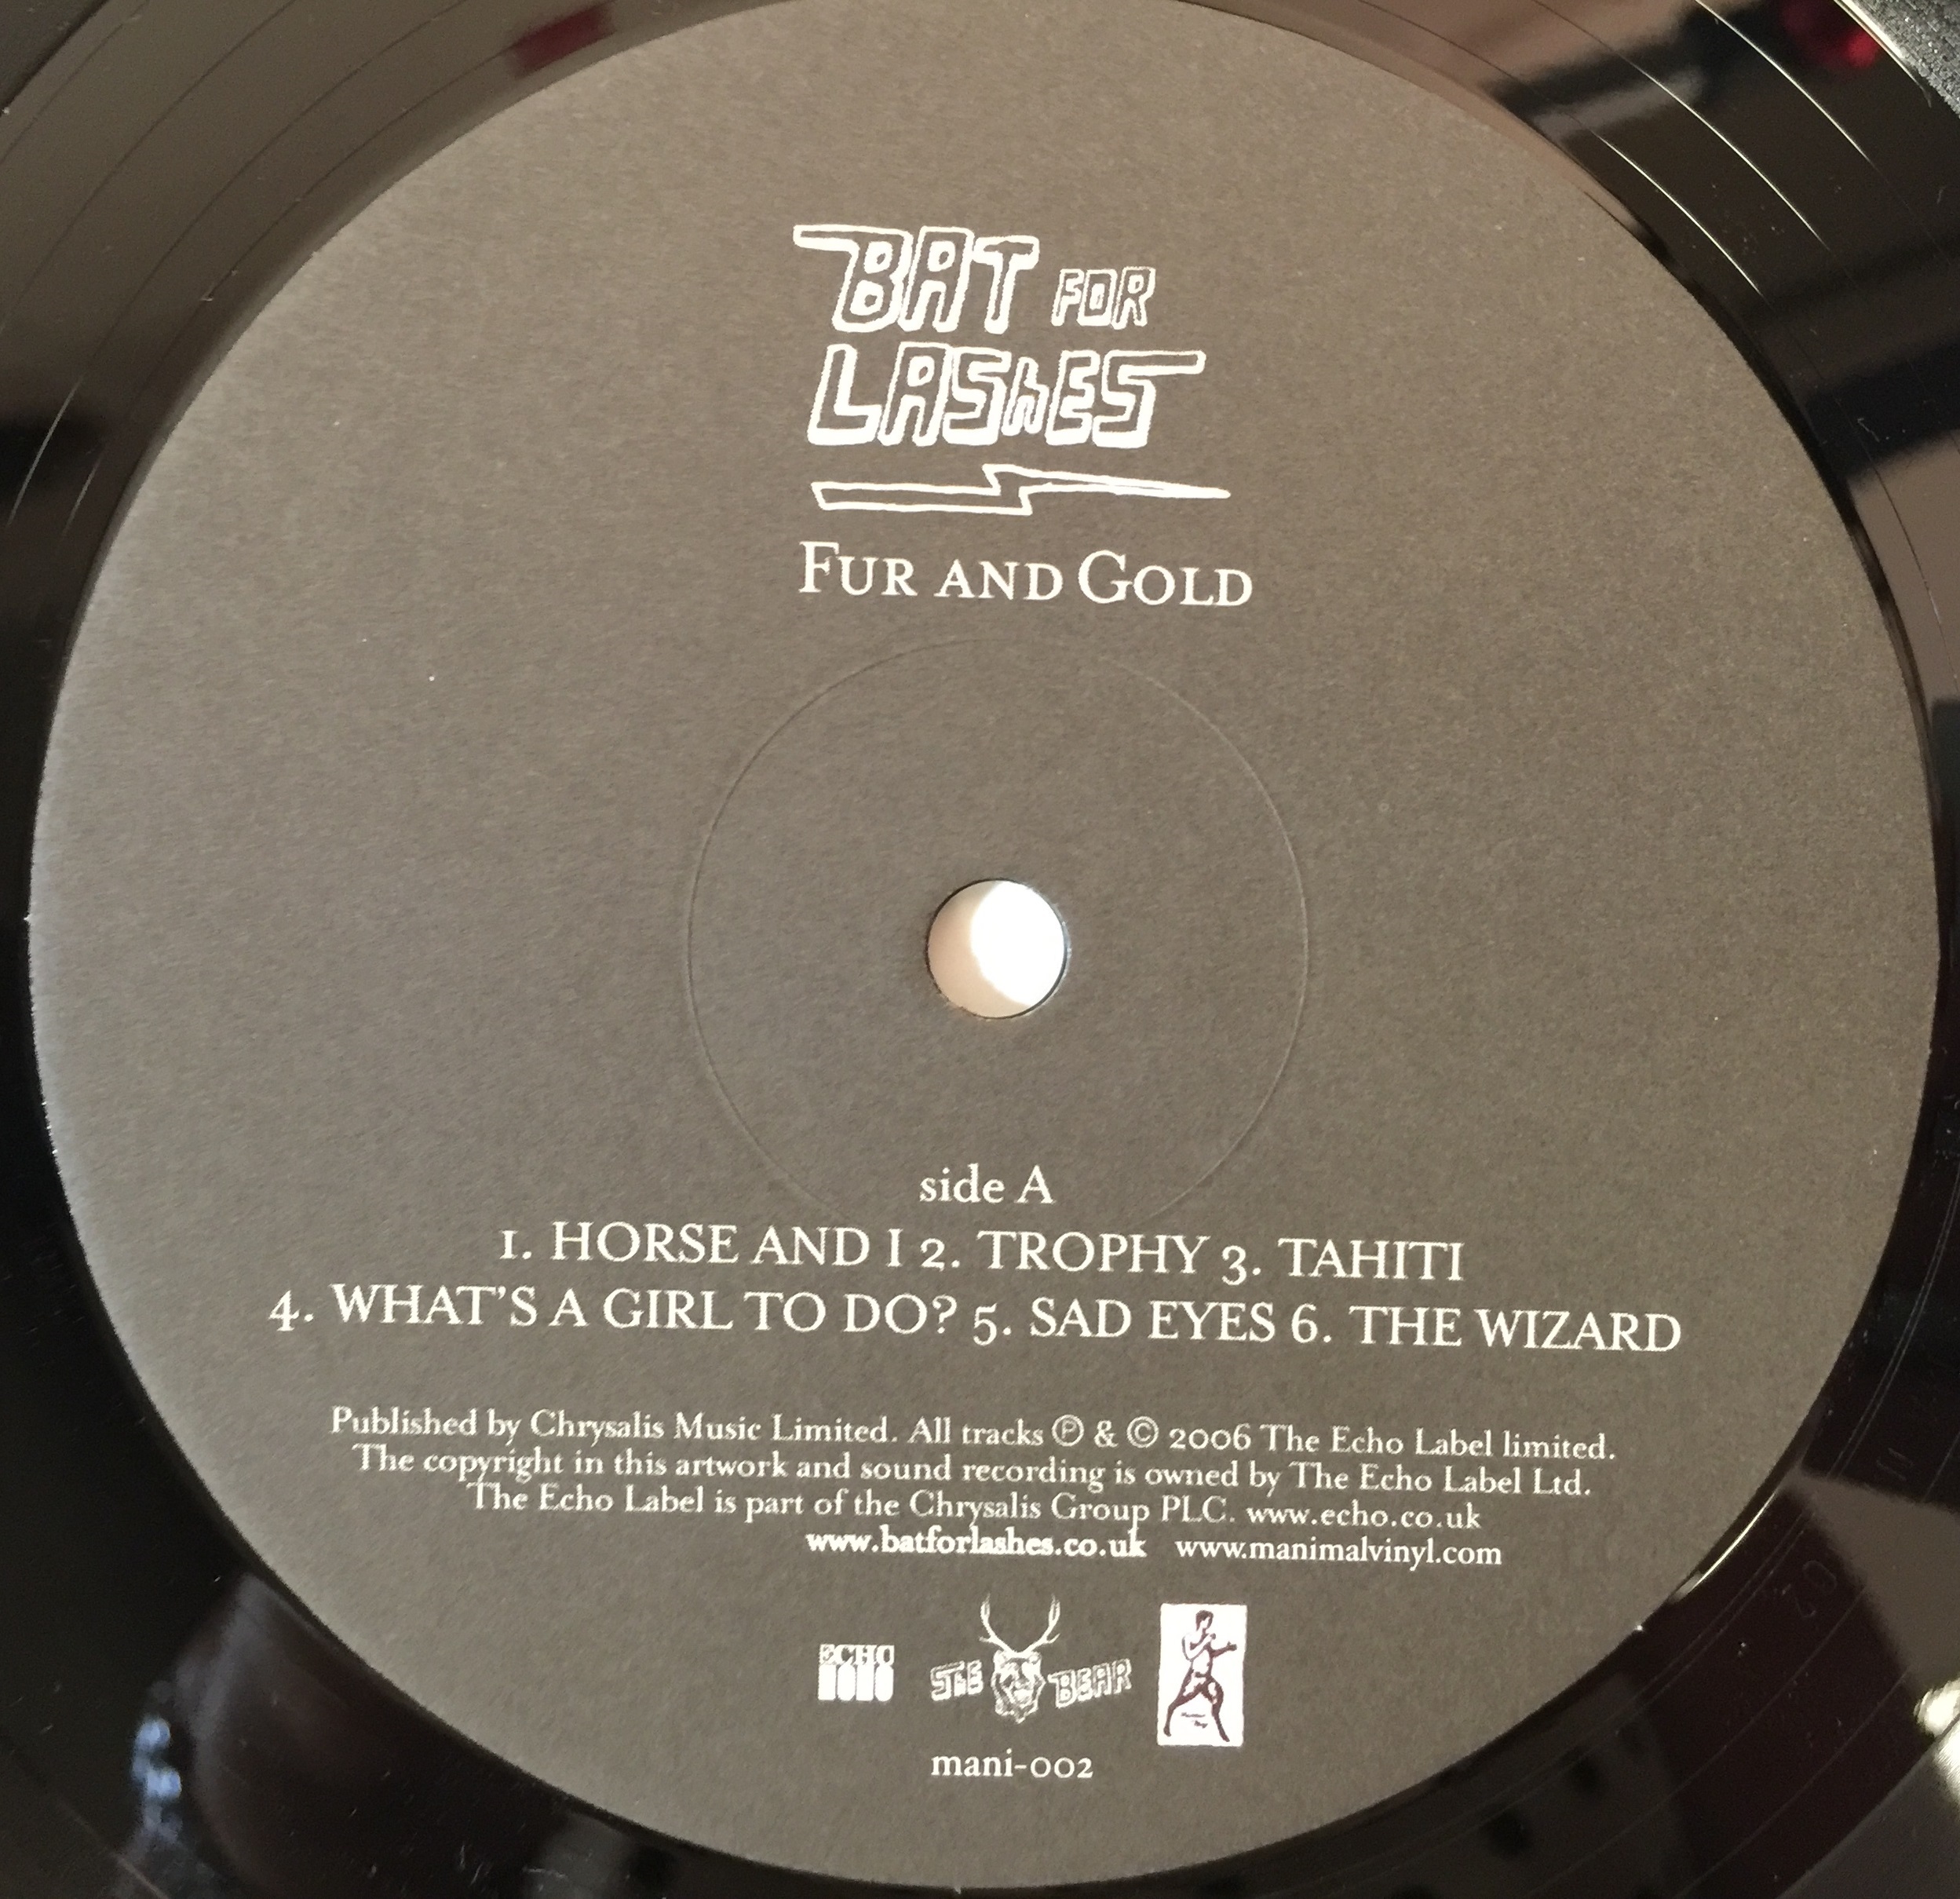 BAT FOR
LAShES
FUR AND GOLD
side A
1. HORSE AND I 2. TROPHY 3. TAHITI
4. WHAT'S A GIRL TO DO? 5. SAD EYES 6. THE WIZARD
Published by Chrysalis Music Limited. All tracks ℗ & © 2006 The Echo Label limited.
The copyright in this artwork and sound recording is owned by The Echo Label Ltd.
The Echo Label is part of the Chrysalis Group PLC. www.echo.co.uk
www.batforlashes.co.uk www.manimalvinyl.com
ECHO
ShE BEAR
mani-002